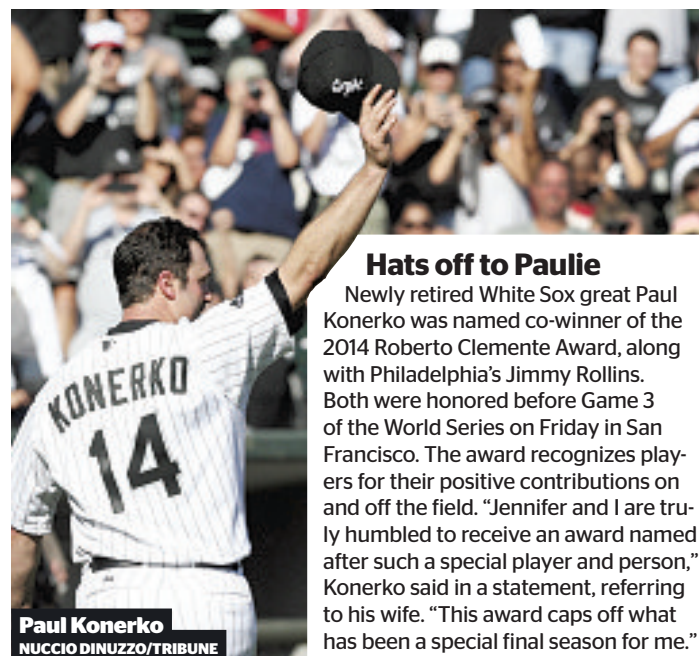 Sox
KONERKO
14
Hats off to Paulie
Newly retired White Sox great Paul
Konerko was named co-winner of the
2014 Roberto Clemente Award, along
with Philadelphia's Jimmy Rollins.
Both were honored before Game 3
of the World Series on Friday in San
Francisco. The award recognizes play-
ers for their positive contributions on
and off the field. “Jennifer and I are tru-
ly humbled to receive an award named
after such a special player and person,”
Konerko said in a statement, referring
to his wife. “This award caps off what
has been a special final season for me.”
Paul Konerko
NUCCIO DINUZZO/TRIBUNE